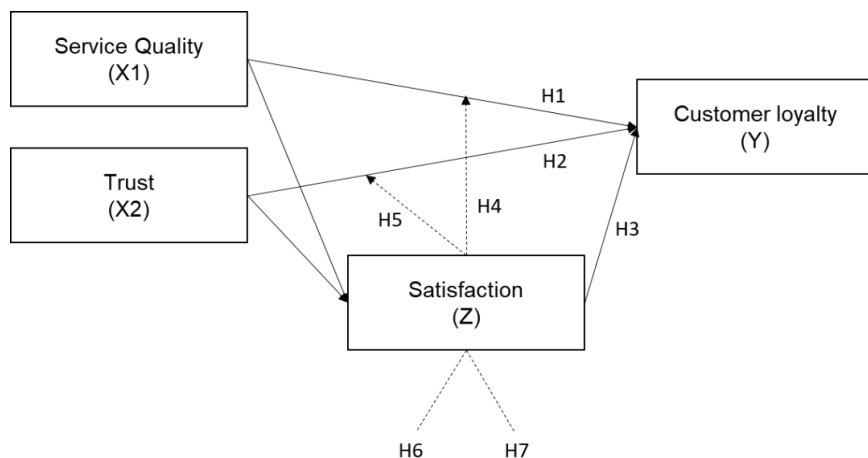 Service Quality
(X1)
H1
Customer loyalty
(Y)
Trust
(X2)
H2
H5
H4
H3
Satisfaction
(Z)
H6
H7